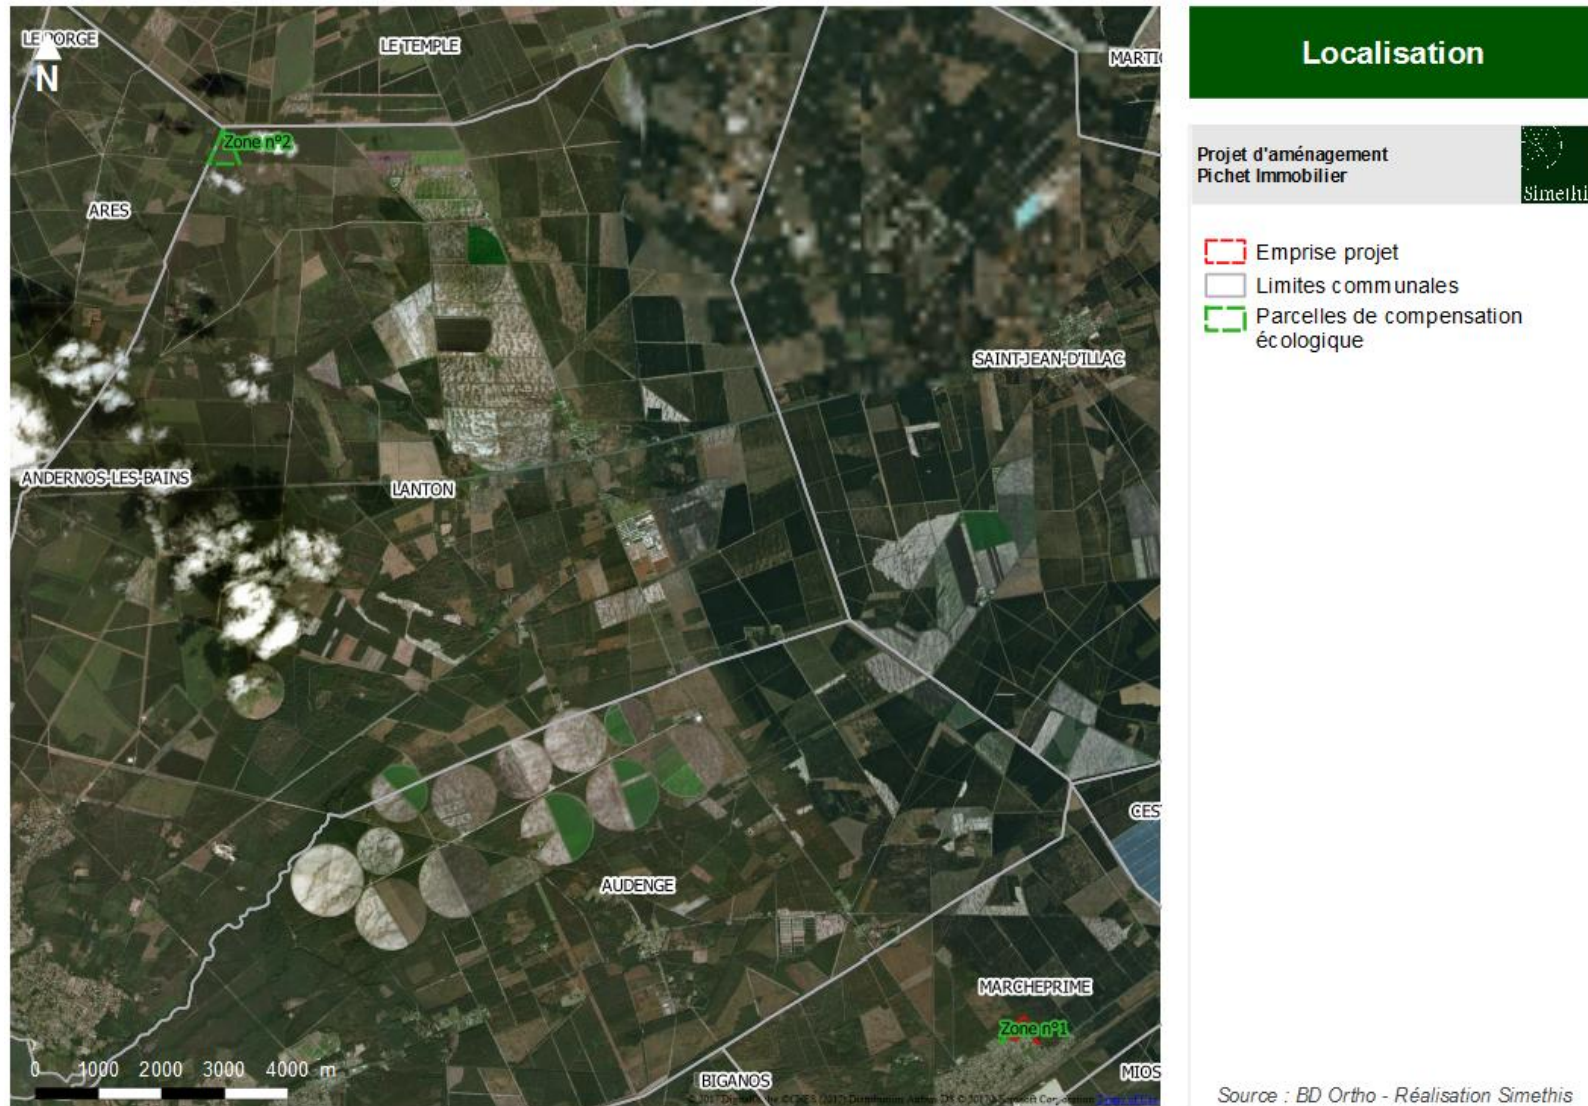 LE PORGE
LE TEMPLE
MARTI
N
Zone n°2
ARES
SAINT-JEAN-D'ILLAC
ANDERNOS-LES-BAINS
LANTON
CES
AUDENGE
MARCHEPRIME
Zone n°1
MIOS
BIGANOS
0 1000 2000 3000 4000 m
Localisation
Projet d'aménagement
Pichet Immobilier
Simethi
Emprise projet
Limites communales
Parcelles de compensation
écologique
Source : BD Ortho - Réalisation Simethis